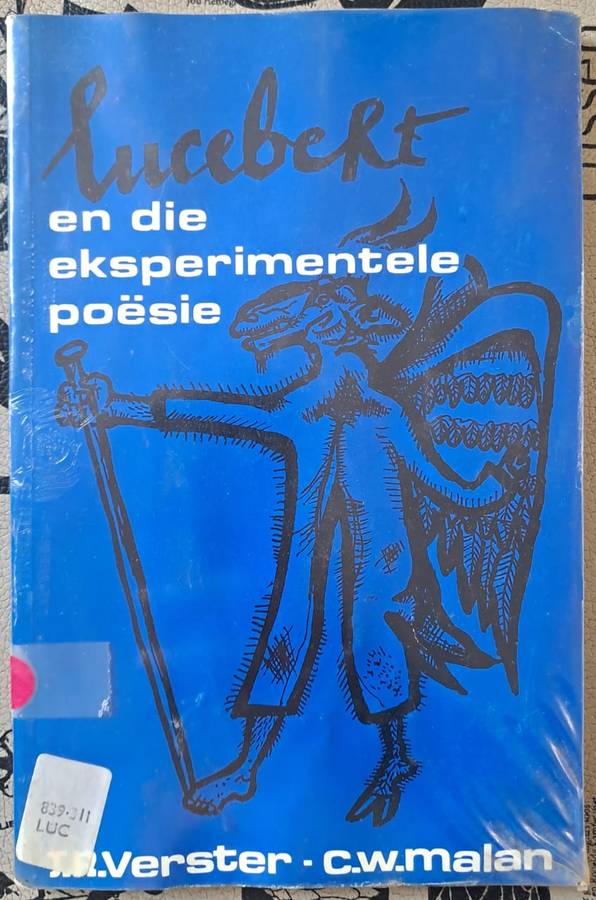 lucebert
en die
eksperimentele
poësie
839.311
LUC
J.R.Verster - C.W.Malan